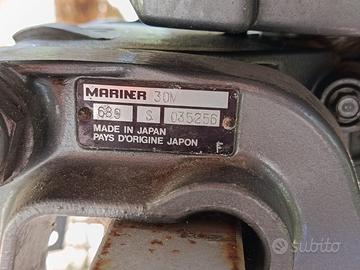 MARINER 30M
689 S 035256
MADE IN JAPAN
PAYS D'ORIGINE JAPON F
subito